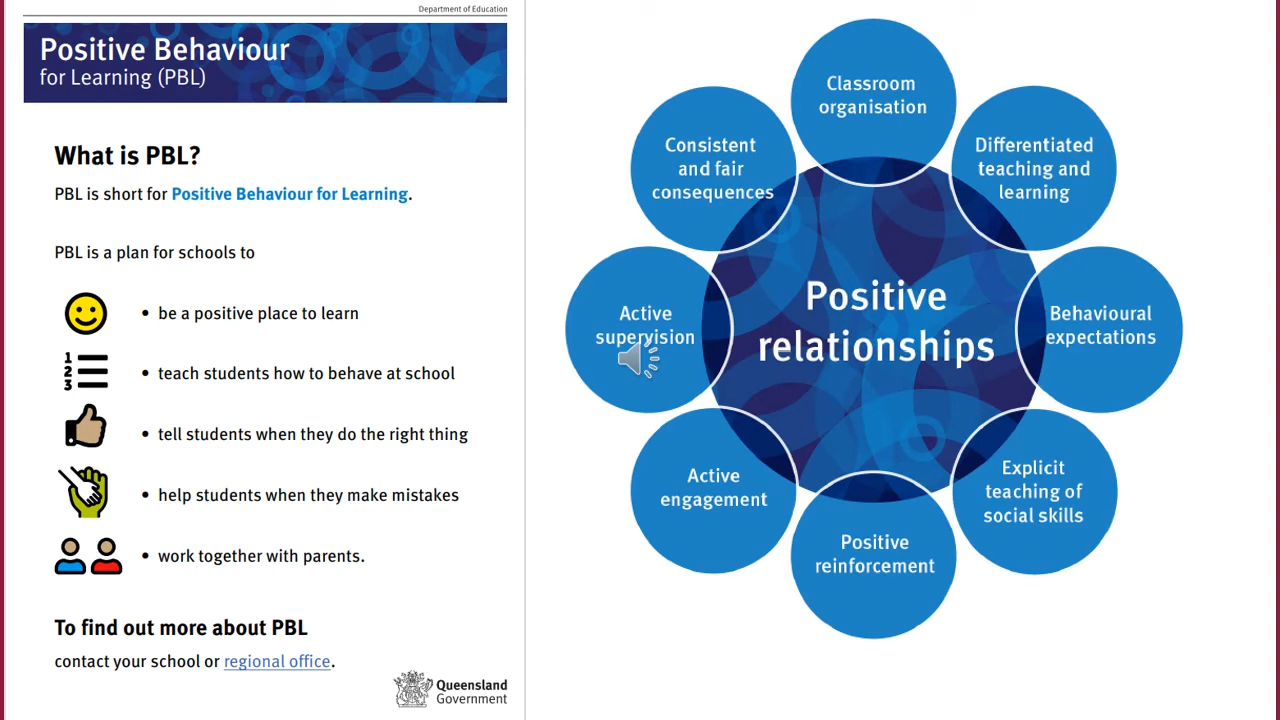 Department of Education
Positive Behaviour
for Learning (PBL)
What is PBL?
PBL is short for Positive Behaviour for Learning.
PBL is a plan for schools to
• be a positive place to learn
1
2
3
• teach students how to behave at school
• tell students when they do the right thing
• help students when they make mistakes
• work together with parents.
To find out more about PBL
contact your school or regional office.
Queensland
Government
Classroom
organisation
Differentiated
teaching and
learning
Behavioural
expectations
Explicit
teaching of
social skills
Positive
reinforcement
Active
engagement
Active
supervision
Consistent
and fair
consequences
Positive
relationships